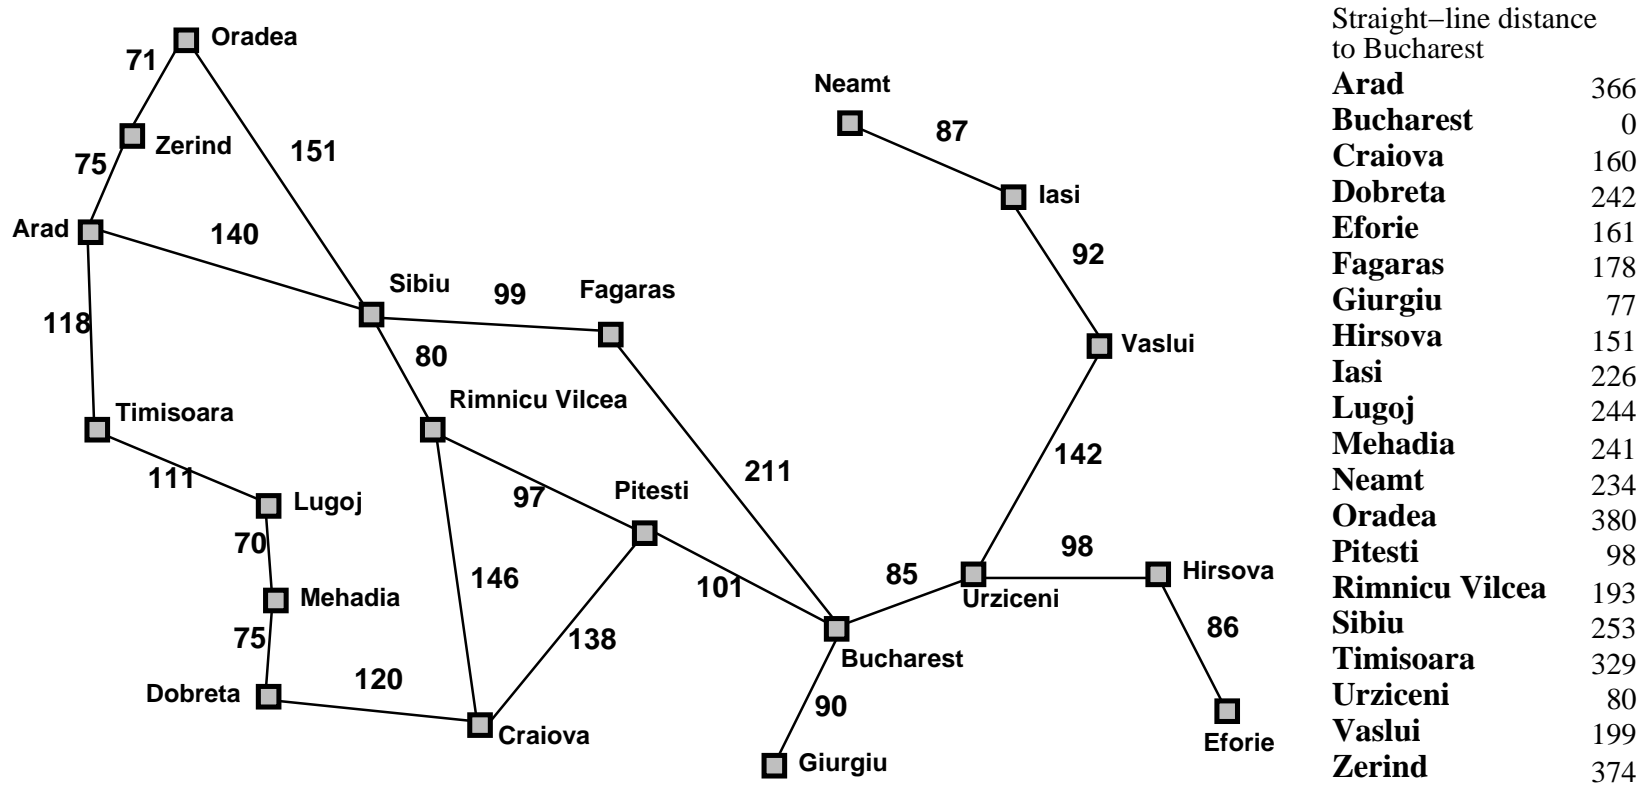 Oradea
71
Neamt
87
Zerind
151
75
Iasi
Arad
140
92
Sibiu
99
Fagaras
118
80
Vaslui
Rimnicu Vilcea
Timisoara
142
211
111
97
Pitesti
Lugoj
70
98
Hirsova
146
101
85
Urziceni
Mehadia
86
75
138
Bucharest
120
Dobreta
90
Craiova
Eforie
Giurgiu
Straight−line distance
to Bucharest
Arad 366
Bucharest 0
Craiova 160
Dobreta 242
Eforie 161
Fagaras 178
Giurgiu 77
Hirsova 151
Iasi 226
Lugoj 244
Mehadia 241
Neamt 234
Oradea 380
Pitesti 98
Rimnicu Vilcea 193
Sibiu 253
Timisoara 329
Urziceni 80
Vaslui 199
Zerind 374